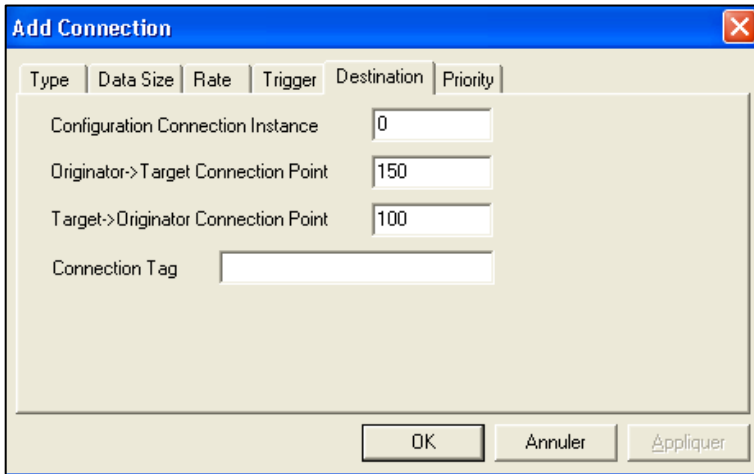 Add Connection
Type Data Size Rate Trigger Destination Priority
Configuration Connection Instance 0
Originator->Target Connection Point 150
Target->Originator Connection Point 100
Connection Tag
OK Annuler Appliquer